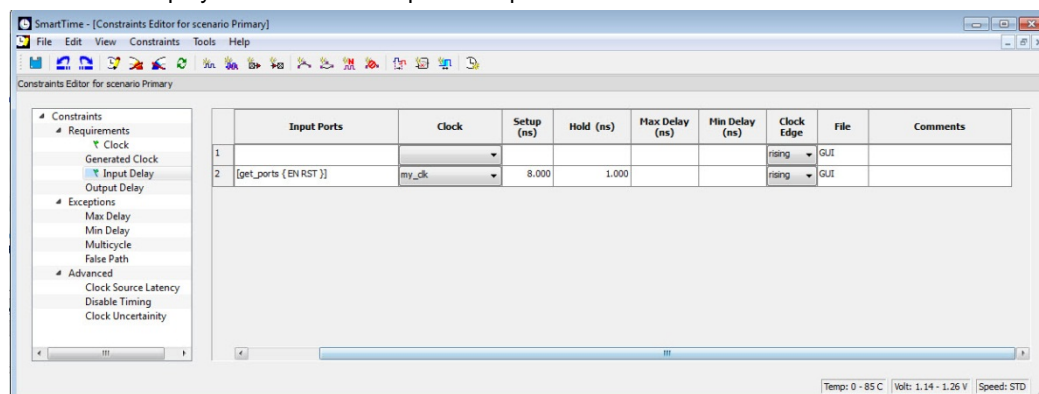 SmartTime - [Constraints Editor for scenario Primary]
File Edit View Constraints Tools Help
Constraints Editor for scenario Primary
Constraints
Requirements
Clock
Generated Clock
Input Delay
Output Delay
Exceptions
Max Delay
Min Delay
Multicycle
False Path
Advanced
Clock Source Latency
Disable Timing
Clock Uncertainity
Input Ports Clock Setup (ns) Hold (ns) Max Delay (ns) Min Delay (ns) Clock Edge File Comments
1 rising GUI
2 [get_ports { EN RST }] my_clk 8.000 1.000 rising GUI
Temp: 0 - 85 C Volt: 1.14 - 1.26 V Speed: STD